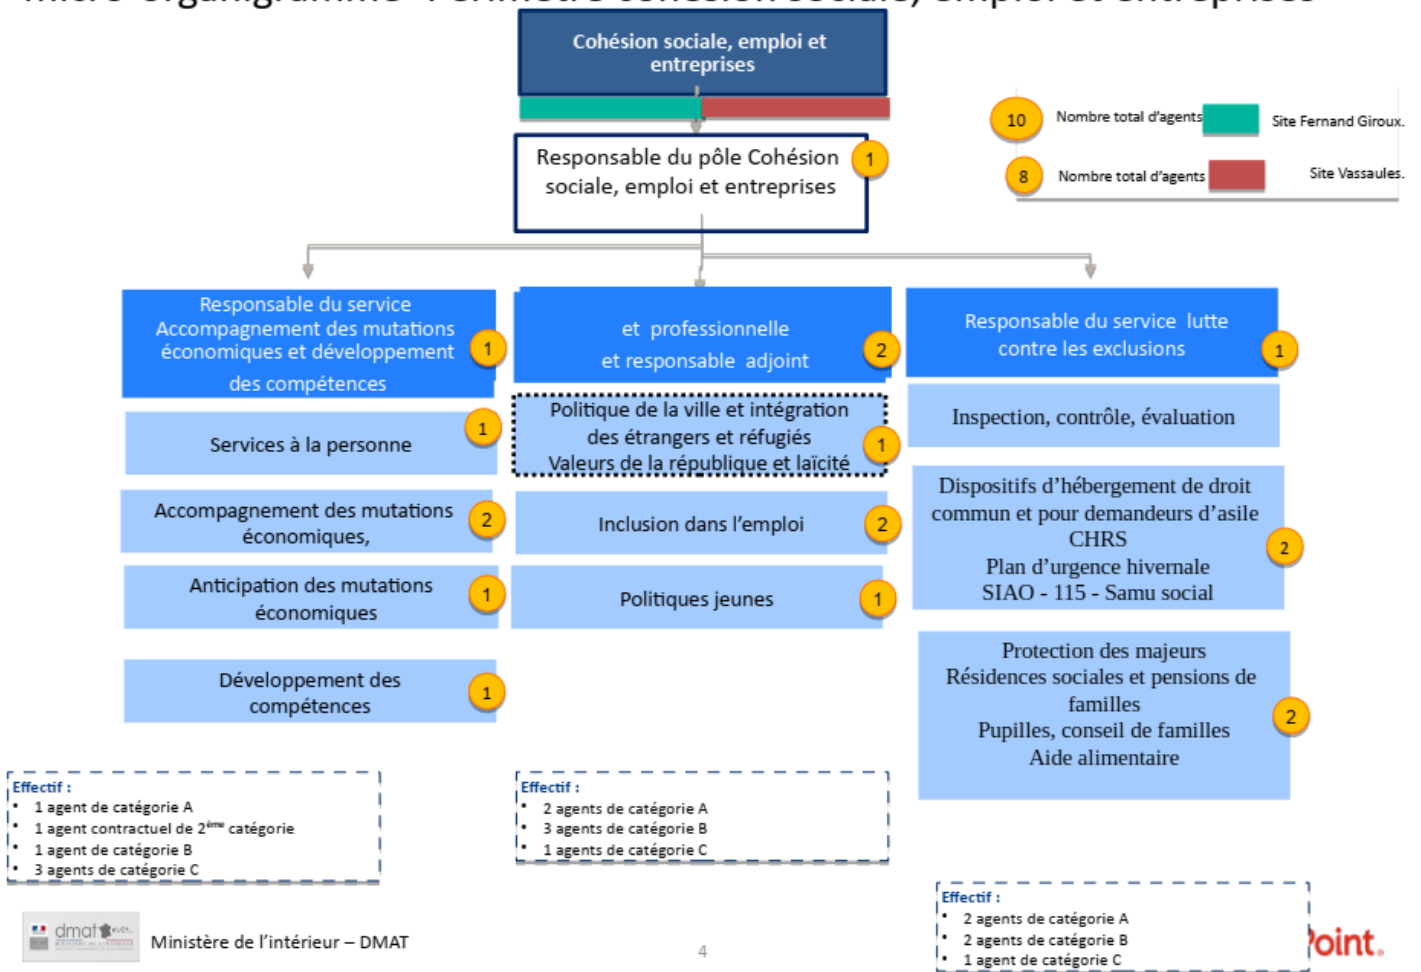 micro-organigramme- Périmètre cohésion sociale, emploi et entreprises
Cohésion sociale, emploi et
entreprises
10
Nombre total d'agents
Site Fernand Giroux.
8
Nombre total d'agents
Site Vassaules.
Responsable du pôle Cohésion
sociale, emploi et entreprises
1
Responsable du service
Accompagnement des mutations
économiques et développement
des compétences
1
Services à la personne
1
Accompagnement des mutations
économiques,
2
Anticipation des mutations
économiques
1
Développement des
compétences
1
Effectif :
• 1 agent de catégorie A
• 1 agent contractuel de 2ème catégorie
• 1 agent de catégorie B
• 3 agents de catégorie C
et professionnelle
et responsable adjoint
2
Politique de la ville et intégration
des étrangers et réfugiés
Valeurs de la république et laïcité
1
Inclusion dans l'emploi
2
Politiques jeunes
1
Effectif :
• 2 agents de catégorie A
• 3 agents de catégorie B
• 1 agents de catégorie C
Responsable du service lutte
contre les exclusions
1
Inspection, contrôle, évaluation
Dispositifs d'hébergement de droit
commun et pour demandeurs d'asile
CHRS
Plan d'urgence hivernale
SIAO - 115 - Samu social
2
Protection des majeurs
Résidences sociales et pensions de
familles
Pupilles, conseil de familles
Aide alimentaire
2
Effectif :
• 2 agents de catégorie A
• 2 agents de catégorie B
• 1 agent de catégorie C
dmat
Ministère de l'intérieur – DMAT
4
Point.